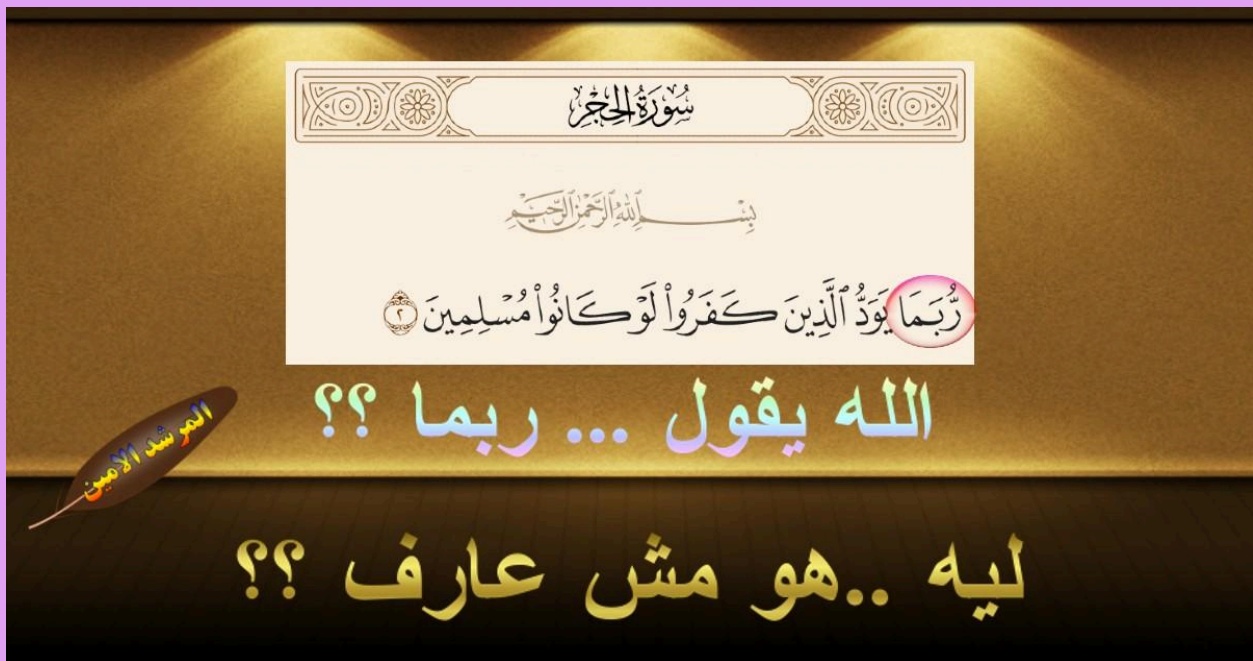 سُورَةُ الحِجْرِ
بِسْمِ ٱللَّهِ ٱلرَّحْمَٰنِ ٱلرَّحِيمِ
رُّبَمَا يَوَدُّ ٱلَّذِينَ كَفَرُواْ لَوْ كَانُواْ مُسْلِمِينَ ٢
الله يقول ... ربما ؟؟
المرشد الامين
ليه ..هو مش عارف ؟؟